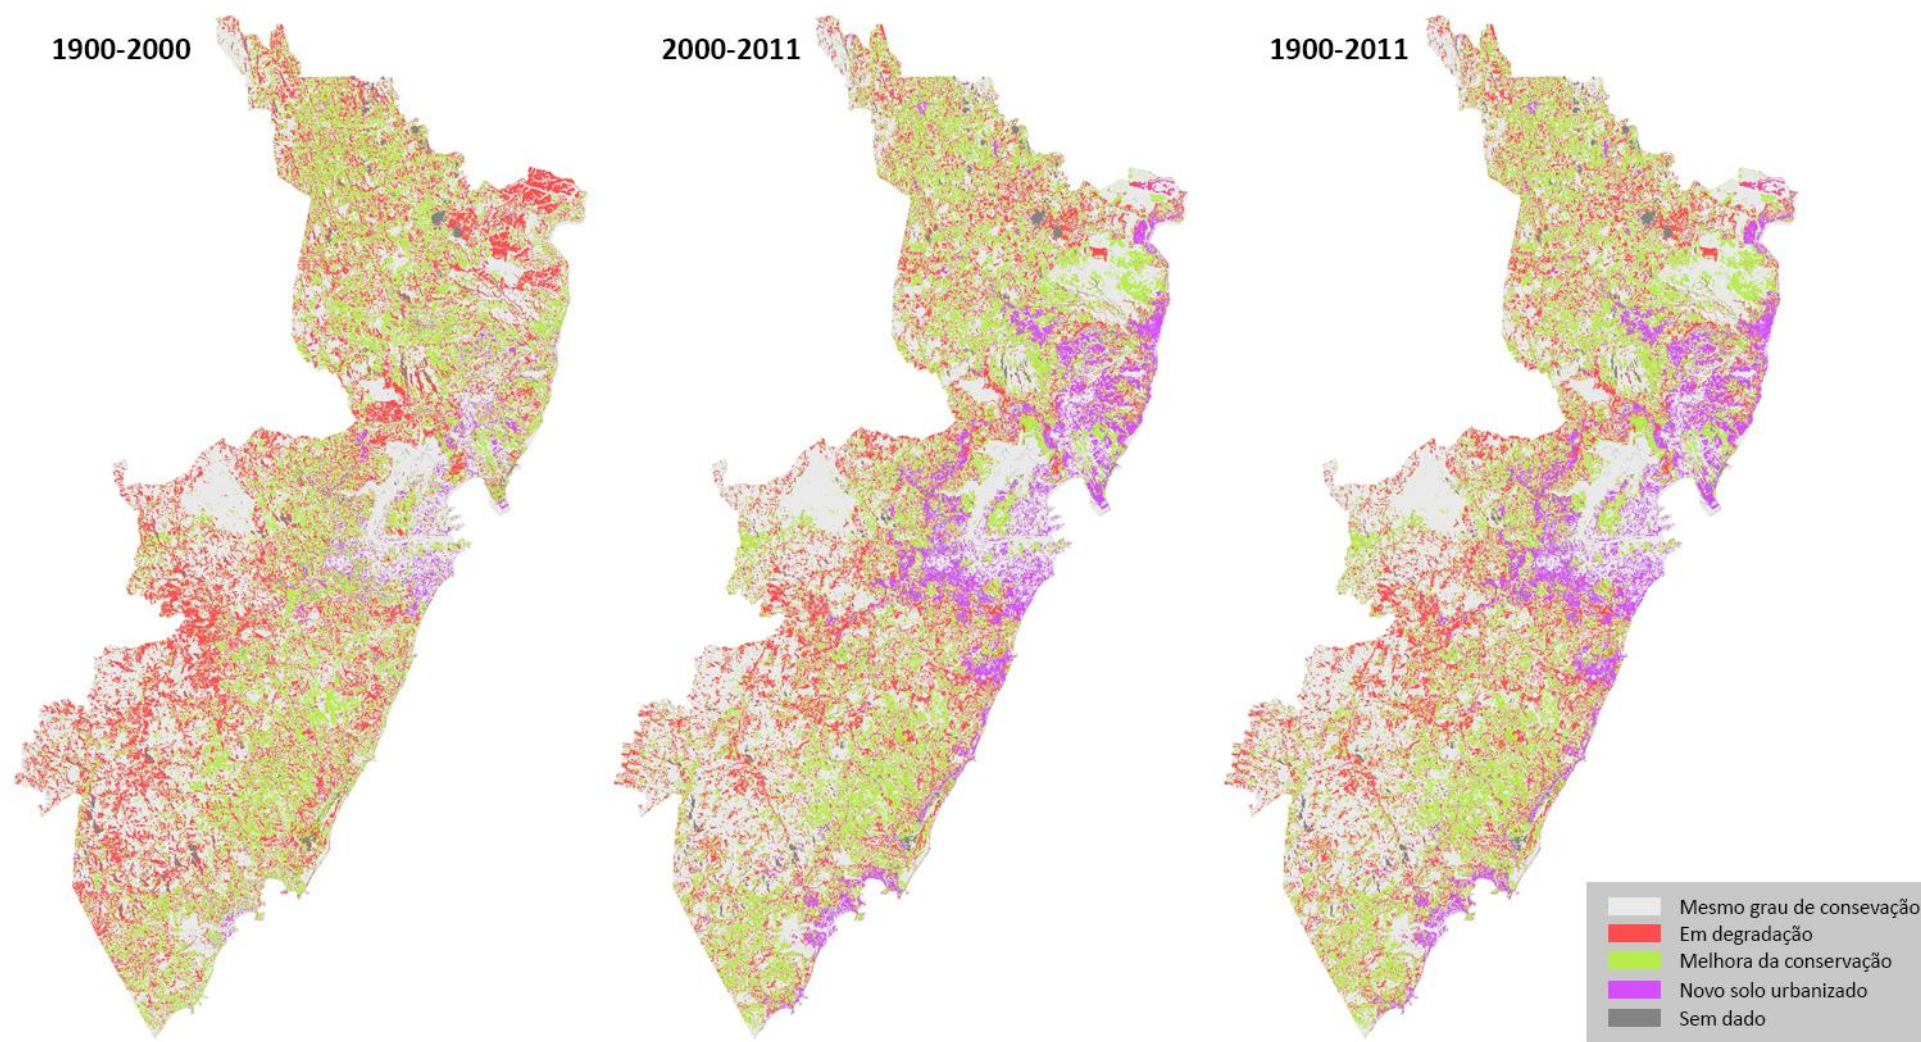 1900-2000
2000-2011
1900-2011
Mesmo grau de consevação
Em degradação
Melhora da conservação
Novo solo urbanizado
Sem dado